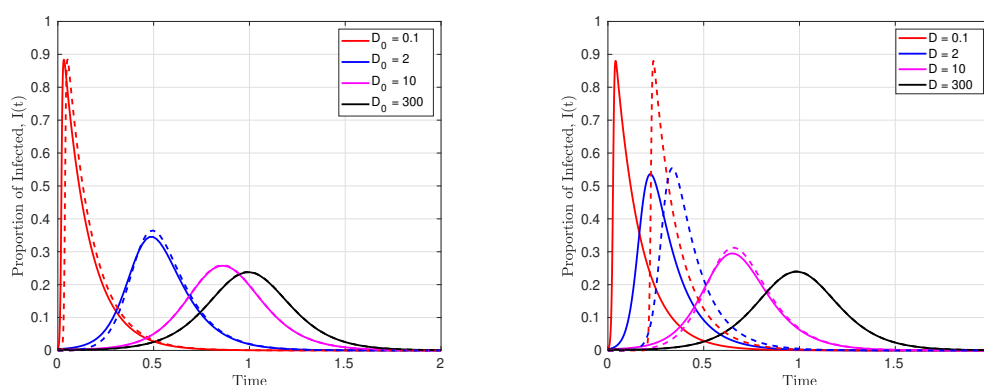 1
0.9
0.8
0.7
0.6
0.5
0.4
0.3
0.2
0.1
0
Proportion of Infected, I(t)
0 0.5 1 1.5 2
Time
D0 = 0.1
D0 = 2
D0 = 10
D0 = 300
1
0.9
0.8
0.7
0.6
0.5
0.4
0.3
0.2
0.1
0
Proportion of Infected, I(t)
0 0.5 1 1.5
Time
D = 0.1
D = 2
D = 10
D = 300